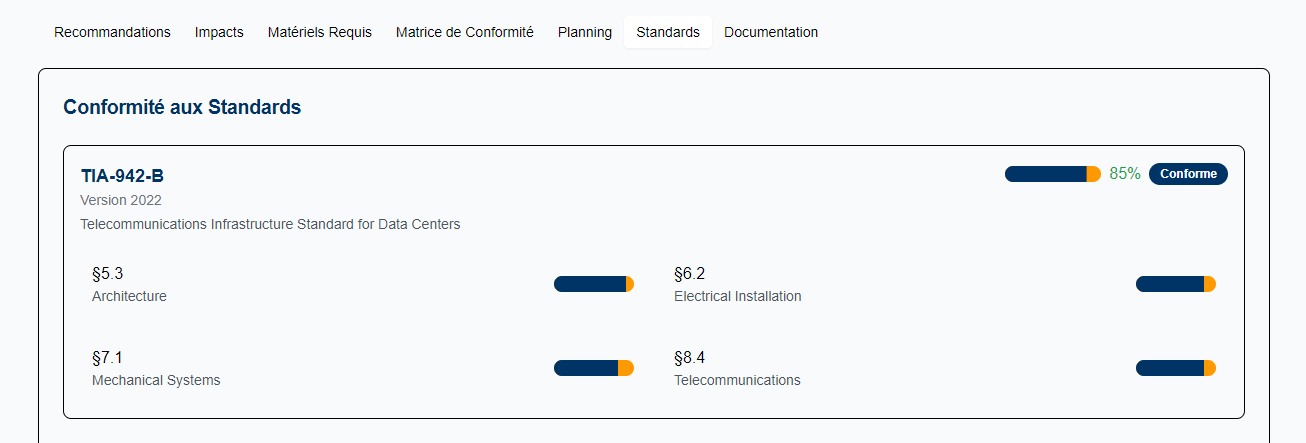 Recommandations Impacts Matériels Requis Matrice de Conformité Planning Standards Documentation
Conformité aux Standards
TIA-942-B 85% Conforme
Version 2022
Telecommunications Infrastructure Standard for Data Centers
§5.3 §6.2
Architecture Electrical Installation
§7.1 §8.4
Mechanical Systems Telecommunications